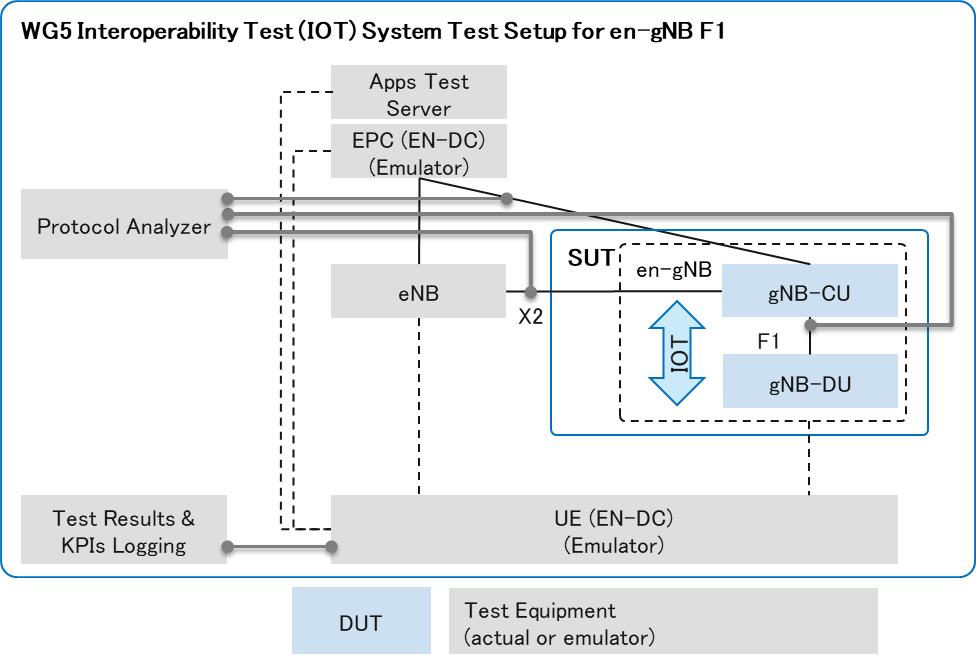 WG5 Interoperability Test (IOT) System Test Setup for en-gNB F1
Apps Test
Server
EPC (EN-DC)
(Emulator)
Protocol Analyzer
SUT
en-gNB
eNB
gNB-CU
X2
IOT
F1
gNB-DU
Test Results &
KPIs Logging
UE (EN-DC)
(Emulator)
DUT
Test Equipment
(actual or emulator)